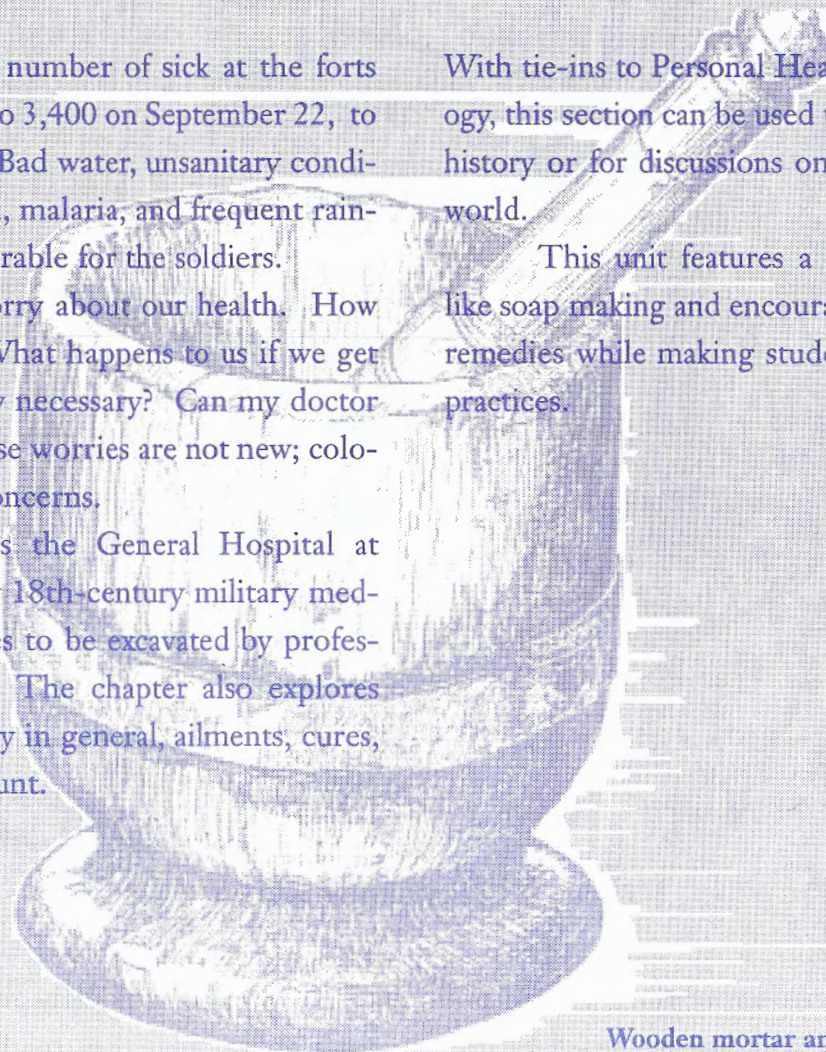 number of sick at the forts
o 3,400 on September 22, to
Bad water, unsanitary condi-
, malaria, and frequent rain-
rable for the soldiers.
rry about our health. How
What happens to us if we get
y necessary? Can my doctor
se worries are not new; colo-
oncerns.
s the General Hospital at
18th-century military med-
s to be excavated by profes-
The chapter also explores
y in general, ailments, cures,
unt.
With tie-ins to Personal Hea
ogy, this section can be used
history or for discussions on
world.
This unit features a
like soap making and encoura
remedies while making stude
practices.
Wooden mortar an